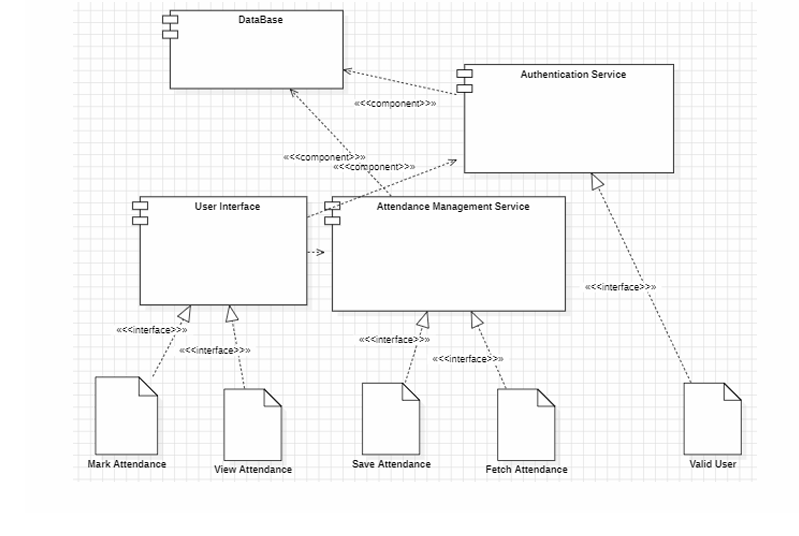 DataBase
Authentication Service
«<<component>>»
«<<component>>»
«<<component>>»
User Interface
Attendance Management Service
«<<interface>>»
«<<interface>>»
«<<interface>>»
«<<interface>>»
«<<interface>>»
Mark Attendance
View Attendance
Save Attendance
Fetch Attendance
Valid User